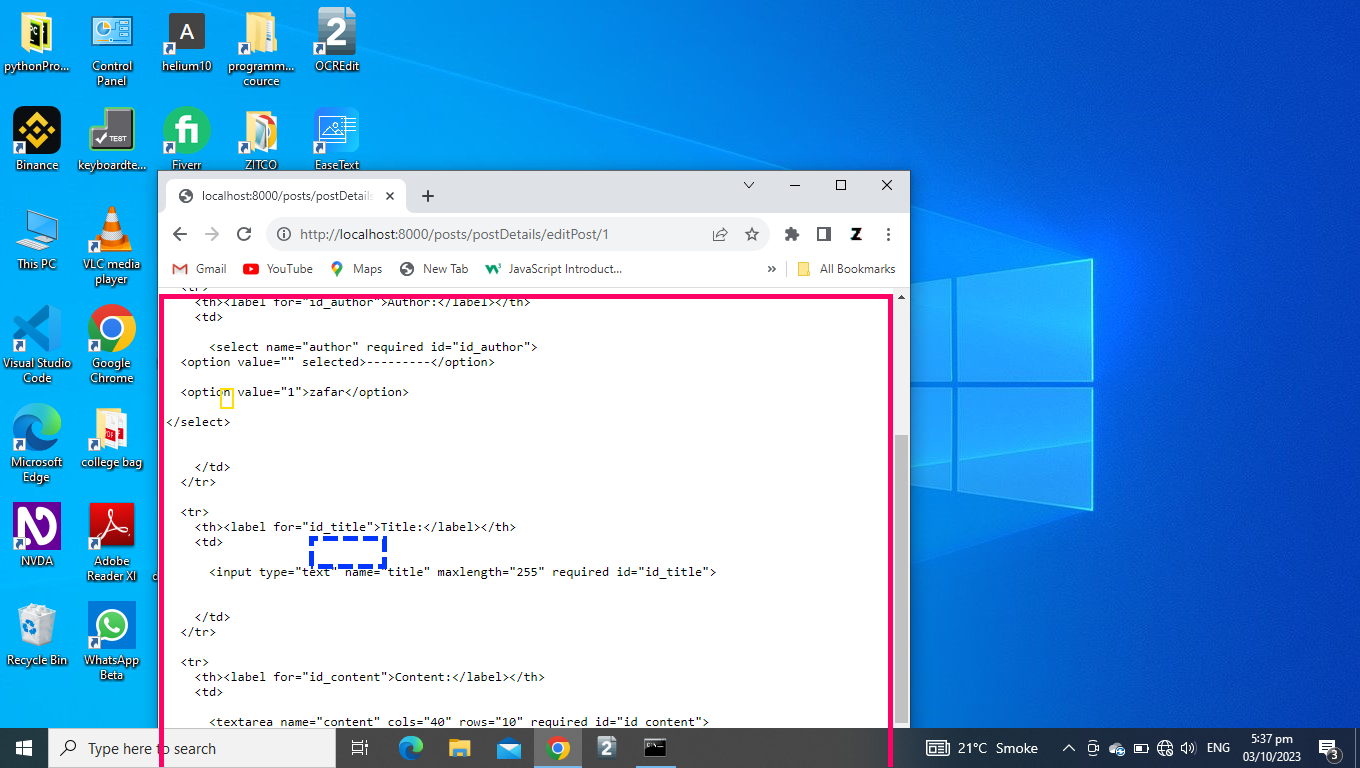 pythonPro...
Control
Panel
A
helium10
programm...
cource
2
OCREdit
Binance
TEST
keyboardte...
fi
Fiverr
ZITCO
EaseText
This PC
VLC media
player
Visual Studio
Code
Google
Chrome
Microsoft
Edge
college bag
NVDA
Adobe
Reader XI
Recycle Bin
WhatsApp
Beta
localhost:8000/posts/postDetails
http://localhost:8000/posts/postDetails/editPost/1
Z
Gmail
YouTube
Maps
New Tab
JavaScript Introduct...
»
All Bookmarks
<tr>
<th><label for="id_author">Author:</label></th>
<td>
<select name="author" required id="id_author">
<option value="" selected>---------</option>
<option value="1">zafar</option>
</select>
</td>
</tr>
<tr>
<th><label for="id_title">Title:</label></th>
<td>
<input type="text" name="title" maxlength="255" required id="id_title">
</td>
</tr>
<tr>
<th><label for="id_content">Content:</label></th>
<td>
<textarea name="content" cols="40" rows="10" required id="id_content">
Type here to search
2
21°C Smoke
ENG
5:37 pm
03/10/2023
3